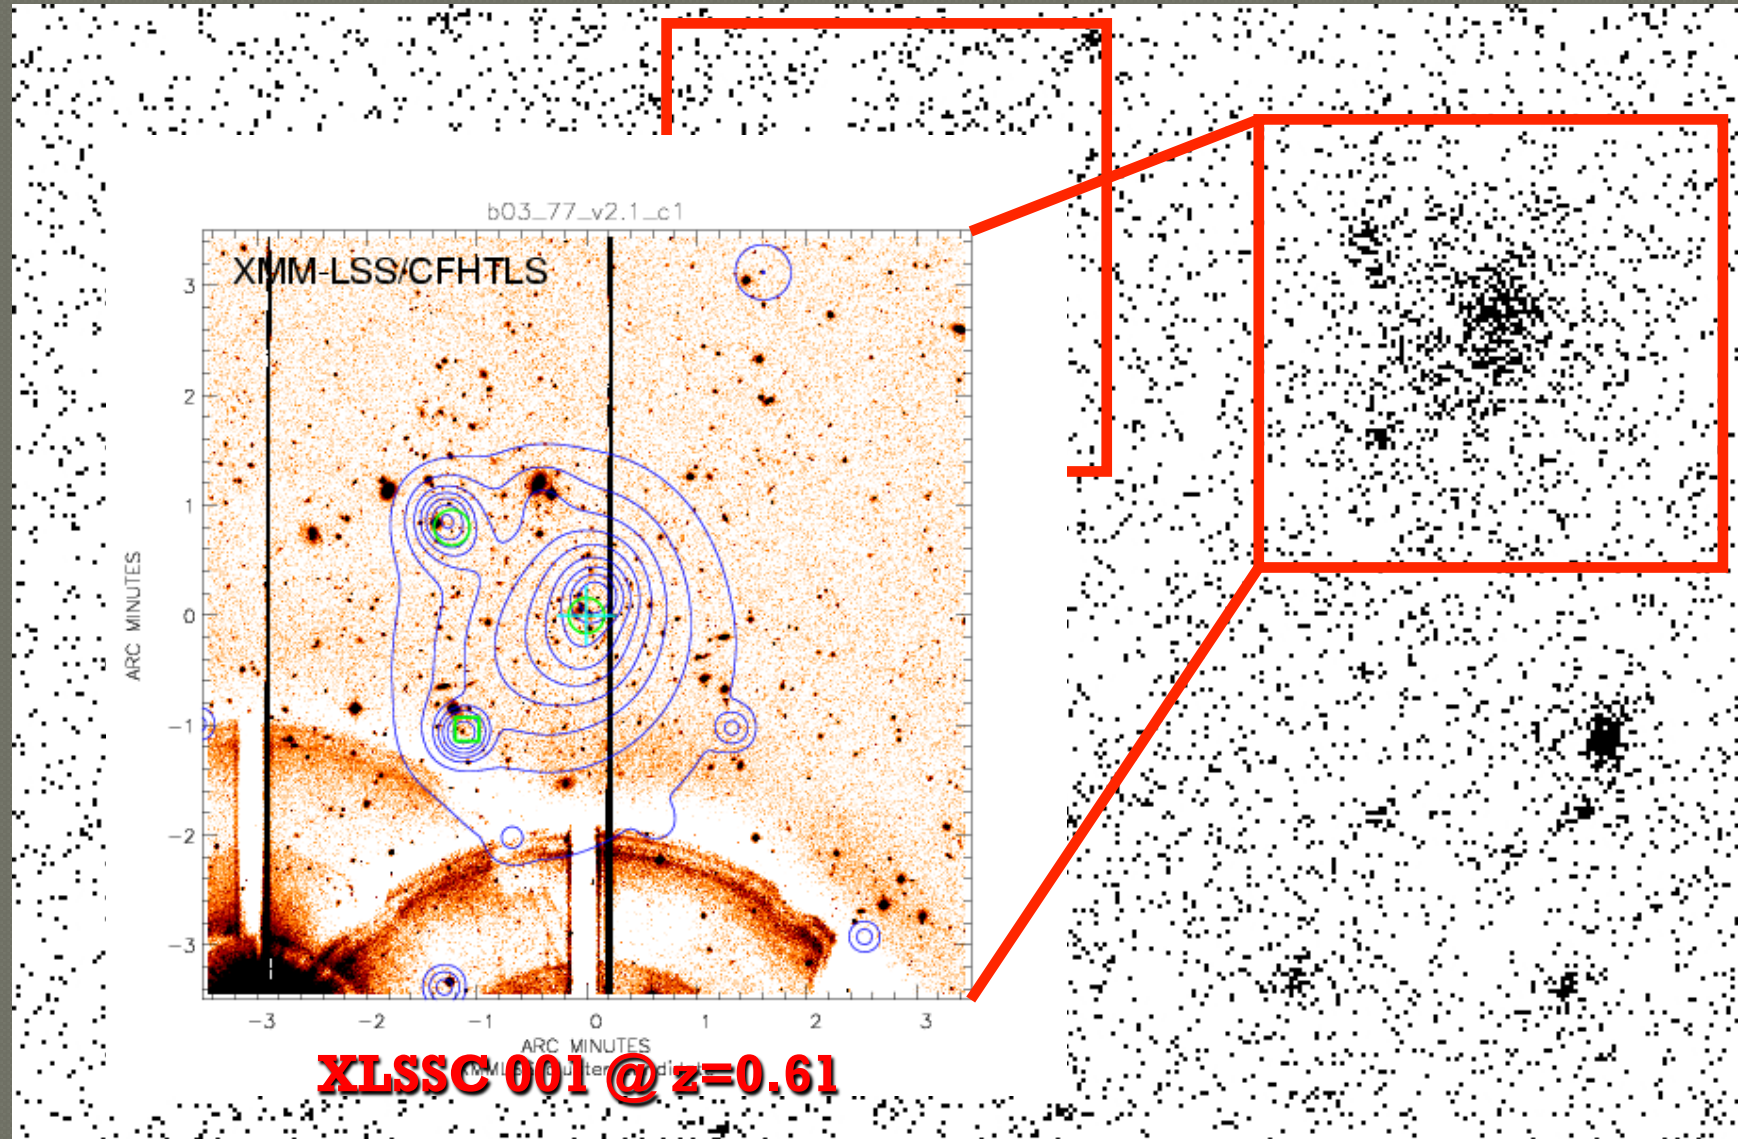 b03_77_v2.1_c1
XMM-LSS/CFHTLS
3
2
1
0
-1
-2
-3
ARC MINUTES
-3 -2 -1 0 1 2 3
ARC MINUTES
XLSSC 001 @ z=0.61